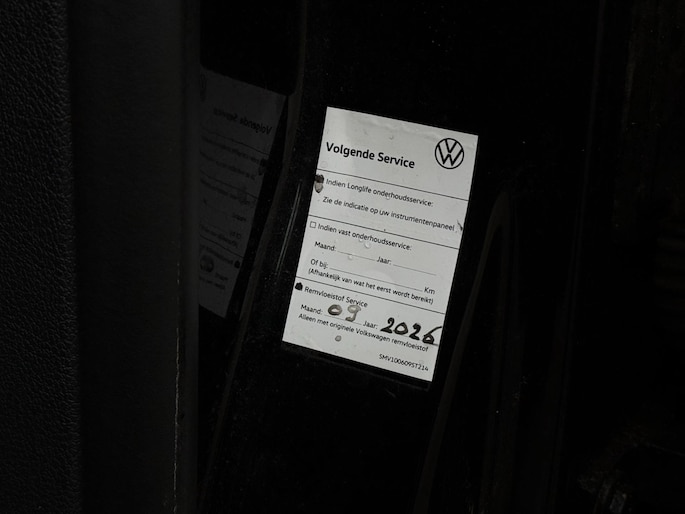 Volgende Service
Indien Longlife onderhoudsservice:
Zie de indicatie op uw instrumentenpaneel
Indien vast onderhoudsservice:
Maand: Jaar:
Of bij: Km
(Afhankelijk van wat het eerst wordt bereikt)
Remvloeistof Service
Maand: 09 Jaar: 2026
Alleen met originele Volkswagen remvloeistof
SMV100609ST214